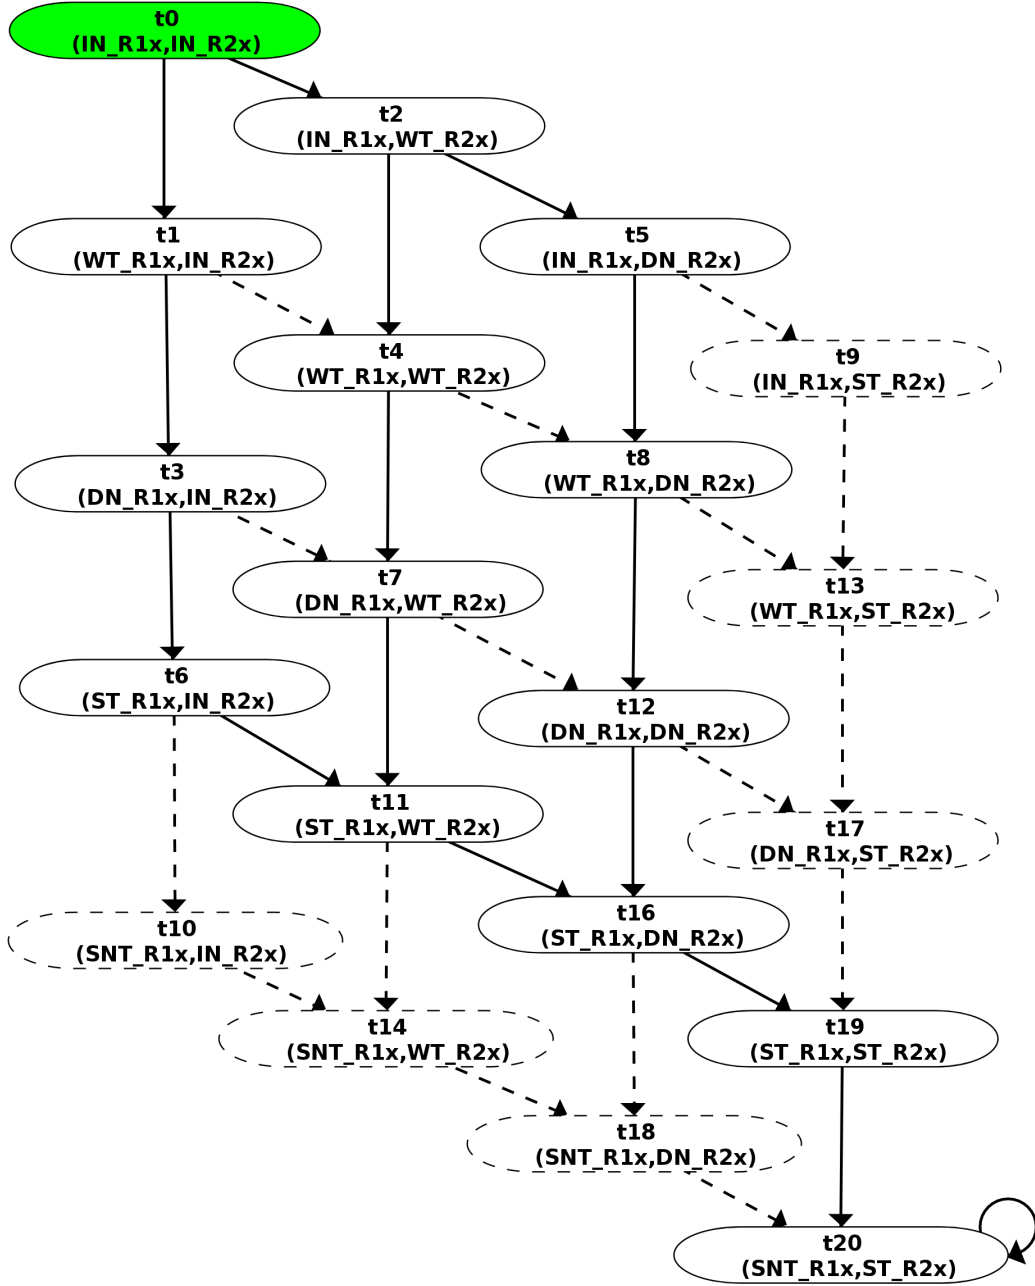 t0
(IN_R1x,IN_R2x)
t2
(IN_R1x,WT_R2x)
t1
(WT_R1x,IN_R2x)
t5
(IN_R1x,DN_R2x)
t4
(WT_R1x,WT_R2x)
t9
(IN_R1x,ST_R2x)
t3
(DN_R1x,IN_R2x)
t8
(WT_R1x,DN_R2x)
t7
(DN_R1x,WT_R2x)
t13
(WT_R1x,ST_R2x)
t6
(ST_R1x,IN_R2x)
t12
(DN_R1x,DN_R2x)
t11
(ST_R1x,WT_R2x)
t17
(DN_R1x,ST_R2x)
t10
(SNT_R1x,IN_R2x)
t16
(ST_R1x,DN_R2x)
t14
(SNT_R1x,WT_R2x)
t19
(ST_R1x,ST_R2x)
t18
(SNT_R1x,DN_R2x)
t20
(SNT_R1x,ST_R2x)